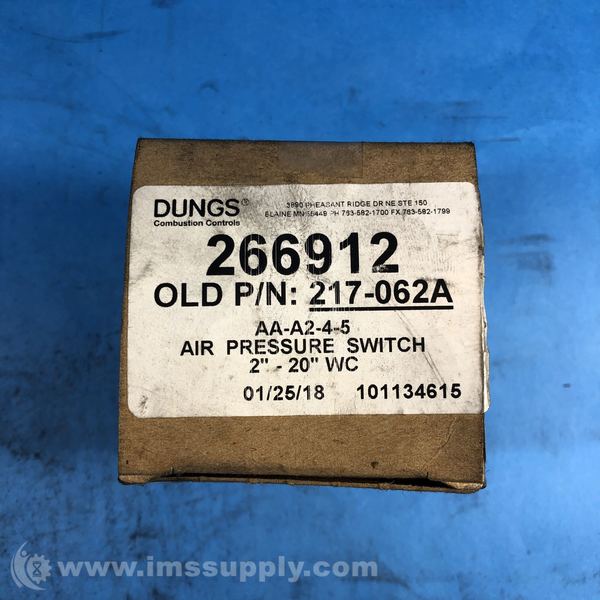 DUNGS®
Combustion Controls
3890 PHEASANT RIDGE DR NE STE 150
BLAINE MN 55449 PH 763-582-1700 FX 763-582-1799
266912
OLD P/N: 217-062A
AA-A2-4-5
AIR PRESSURE SWITCH
2" - 20" WC
01/25/18 101134615
www.imssupply.com